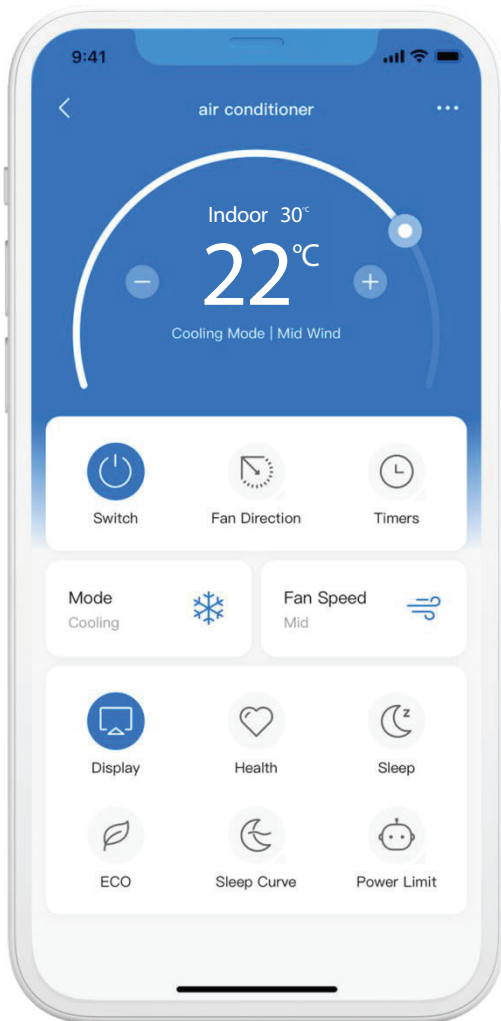 9:41
air conditioner
Indoor 30°C
22°C
Cooling Mode | Mid Wind
Switch Fan Direction Timers
Mode Fan Speed
Cooling Mid
Display Health Sleep
ECO Sleep Curve Power Limit